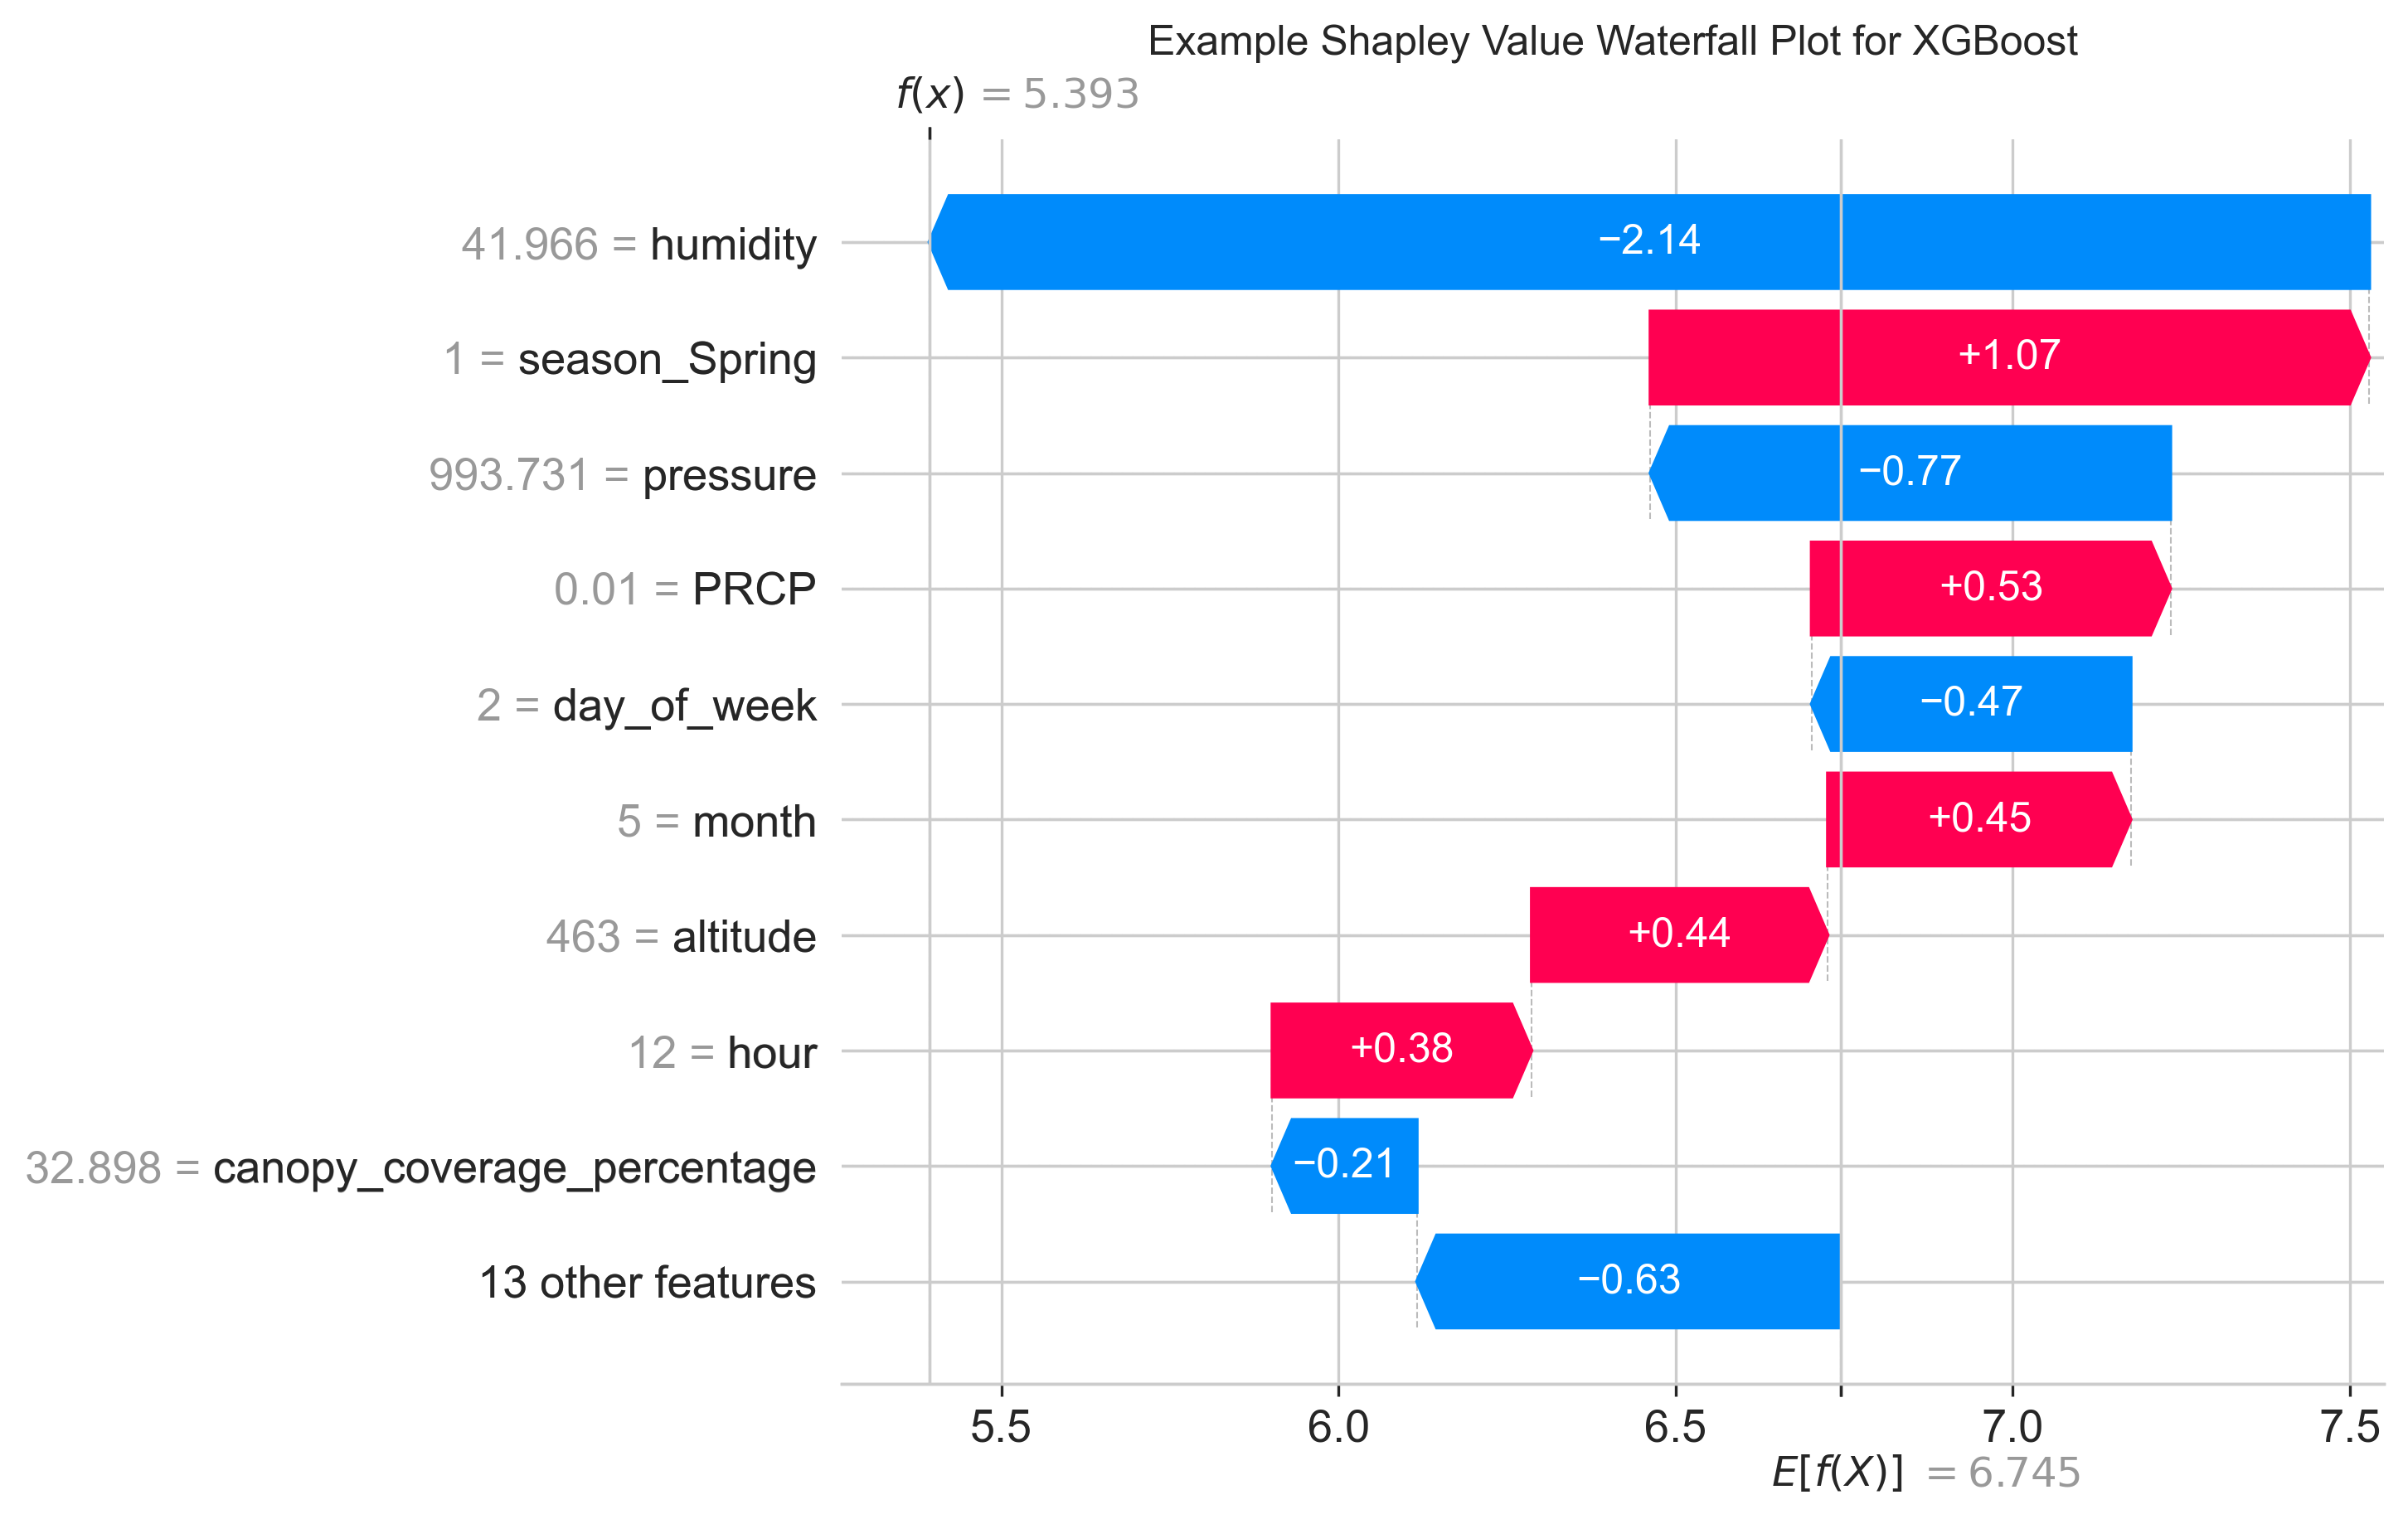 Example Shapley Value Waterfall Plot for XGBoost
f(x) = 5.393
41.966 = humidity −2.14
1 = season_Spring +1.07
993.731 = pressure −0.77
0.01 = PRCP +0.53
2 = day_of_week −0.47
5 = month +0.45
463 = altitude +0.44
12 = hour +0.38
32.898 = canopy_coverage_percentage −0.21
13 other features −0.63
5.5 6.0 6.5 7.0 7.5
E[f(X)] = 6.745